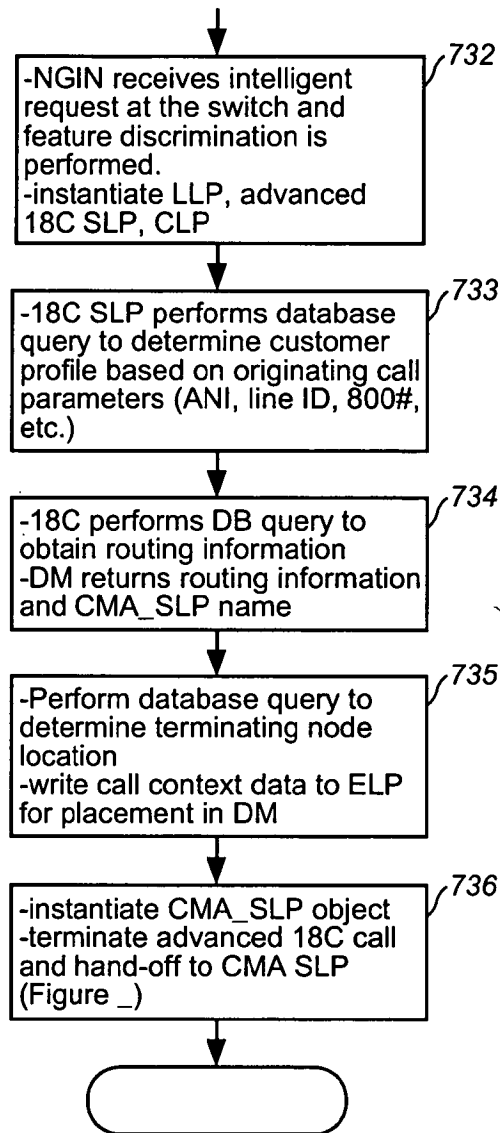 732
-NGIN receives intelligent
request at the switch and
feature discrimination is
performed.
-instantiate LLP, advanced
18C SLP, CLP
733
-18C SLP performs database
query to determine customer
profile based on originating call
parameters (ANI, line ID, 800#,
etc.)
734
-18C performs DB query to
obtain routing information
-DM returns routing information
and CMA_SLP name
735
-Perform database query to
determine terminating node
location
-write call context data to ELP
for placement in DM
736
-instantiate CMA_SLP object
-terminate advanced 18C call
and hand-off to CMA SLP
(Figure _)